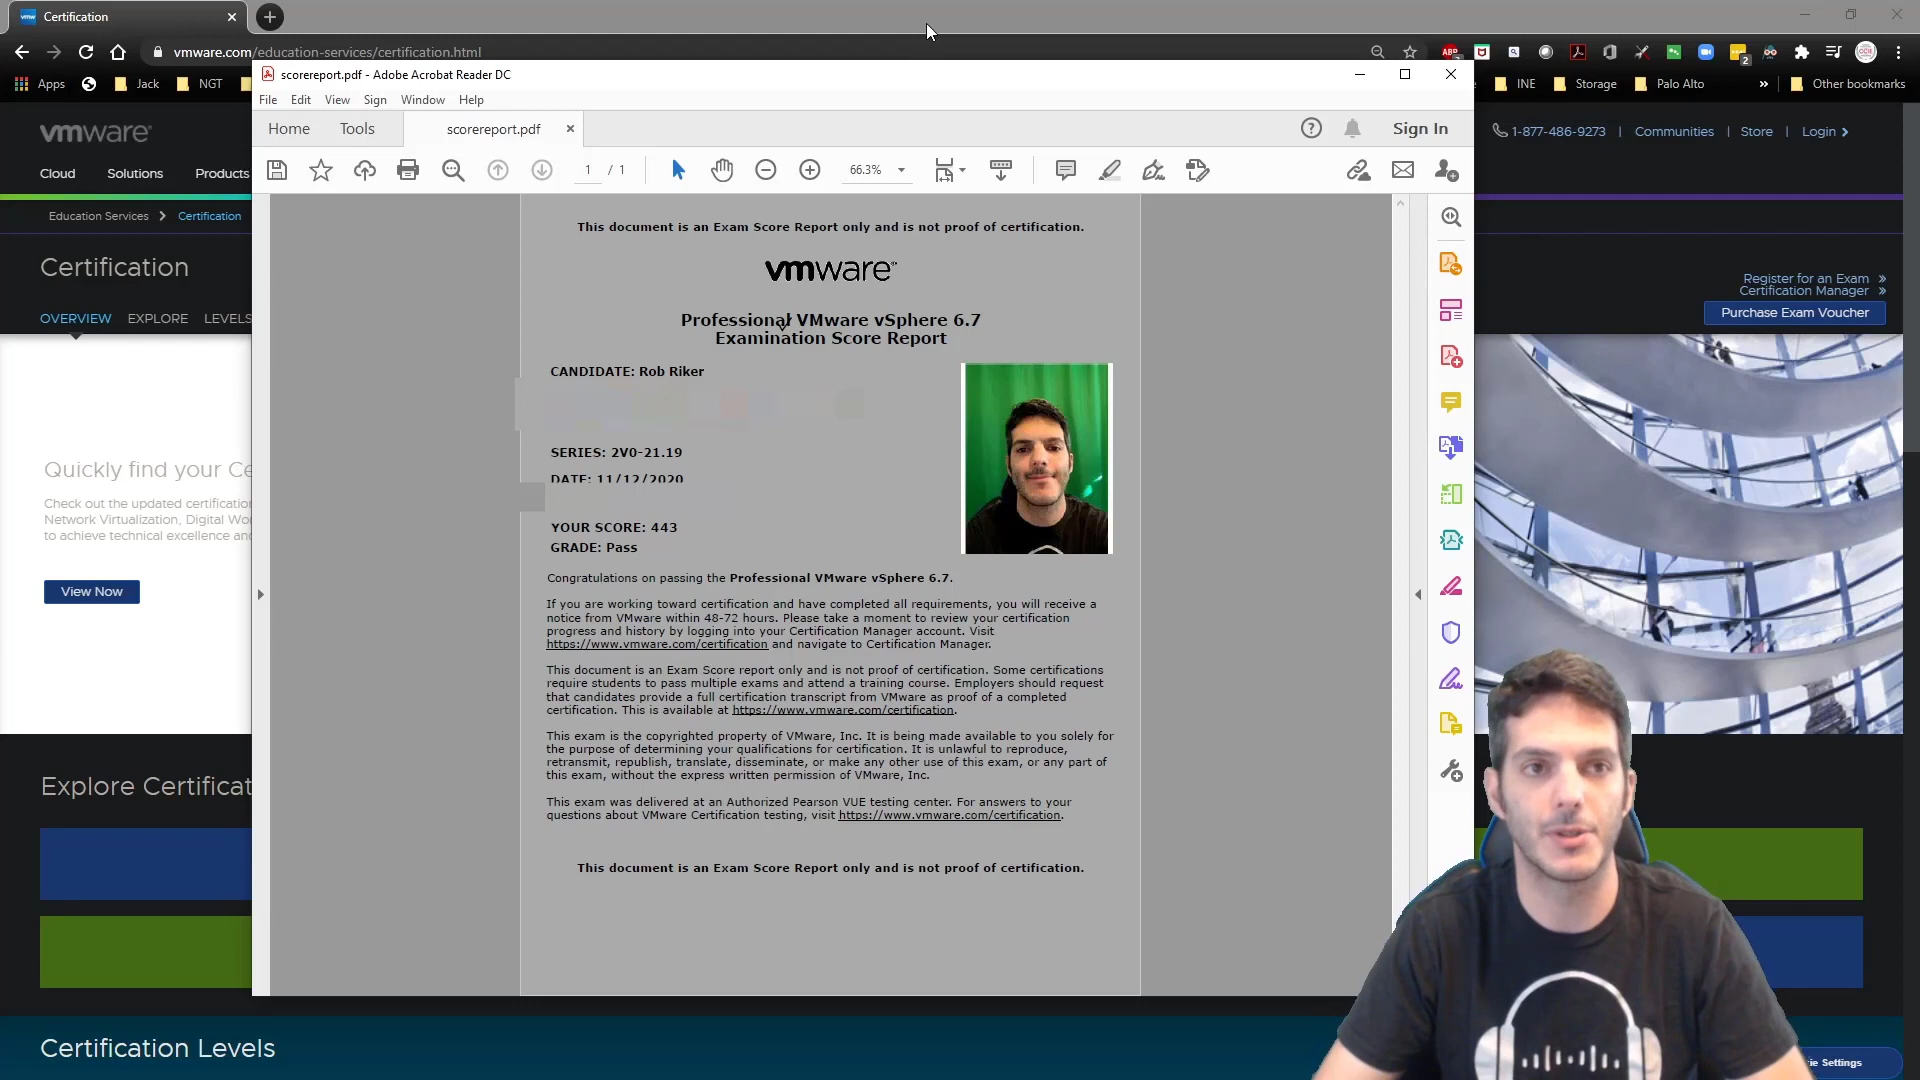 Certification
vmware.com/education-services/certification.html
Apps
Jack
NGT
INE
Storage
Palo Alto
»
Other bookmarks
scorereport.pdf - Adobe Acrobat Reader DC
File Edit View Sign Window Help
Home Tools scorereport.pdf Sign In
1 / 1
66.3%
vmware
1-877-486-9273 | Communities | Store | Login
Cloud Solutions Products
Education Services Certification
Certification
Register for an Exam »
Certification Manager »
Purchase Exam Voucher
OVERVIEW EXPLORE LEVELS
This document is an Exam Score Report only and is not proof of certification.
vmware
Professional VMware vSphere 6.7
Examination Score Report
CANDIDATE: Rob Riker
SERIES: 2V0-21.19
DATE: 11/12/2020
YOUR SCORE: 443
GRADE: Pass
Congratulations on passing the Professional VMware vSphere 6.7.
If you are working toward certification and have completed all requirements, you will receive a
notice from VMware within 48-72 hours. Please take a moment to review your certification
progress and history by logging into your Certification Manager account. Visit
https://www.vmware.com/certification and navigate to Certification Manager.
This document is an Exam Score report only and is not proof of certification. Some certifications
require students to pass multiple exams and attend a training course. Employers should request
that candidates provide a full certification transcript from VMware as proof of a completed
certification. This is available at https://www.vmware.com/certification.
This exam is the copyrighted property of VMware, Inc. It is being made available to you solely for
the purpose of determining your qualifications for certification. It is unlawful to reproduce,
retransmit, republish, translate, disseminate, or make any other use of this exam, or any part of
this exam, without the express written permission of VMware, Inc.
This exam was delivered at an Authorized Pearson VUE testing center. For answers to your
questions about VMware Certification testing, visit https://www.vmware.com/certification.
This document is an Exam Score Report only and is not proof of certification.
Quickly find your Ce
Check out the updated certification
Network Virtualization, Digital Wo
to achieve technical excellence and
View Now
Explore Certificat
Certification Levels
Settings